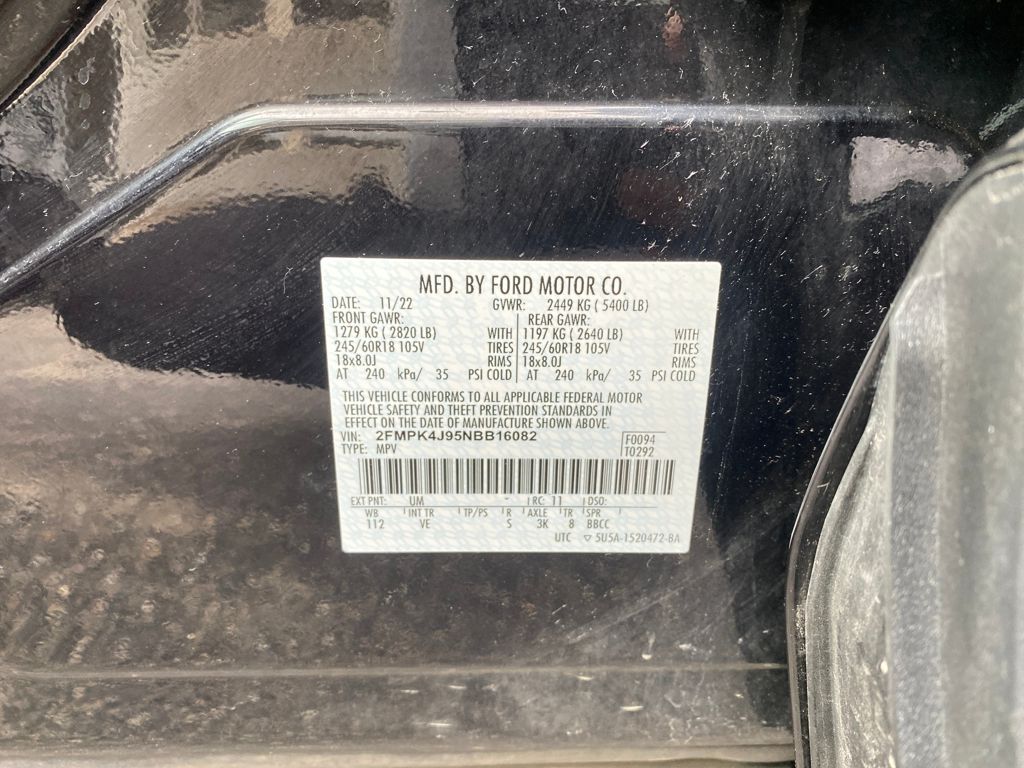 MFD. BY FORD MOTOR CO.
DATE: 11/22 GVWR: 2449 KG ( 5400 LB)
FRONT GAWR: REAR GAWR:
1279 KG ( 2820 LB) WITH 1197 KG ( 2640 LB) WITH
245/60R18 105V TIRES 245/60R18 105V TIRES
18x8.0J RIMS 18x8.0J RIMS
AT 240 kPa/ 35 PSI COLD AT 240 kPa/ 35 PSI COLD
THIS VEHICLE CONFORMS TO ALL APPLICABLE FEDERAL MOTOR
VEHICLE SAFETY AND THEFT PREVENTION STANDARDS IN
EFFECT ON THE DATE OF MANUFACTURE SHOWN ABOVE.
VIN: 2FMPK4J95NBB16082 F0094
TYPE: MPV T0292
EXT PNT: UM - RC: 11 DSO:
WB INT TR TP/PS R AXLE TR SPR
112 VE S 3K 8 BBCC
UTC ▽ 5U5A-1520472-BA